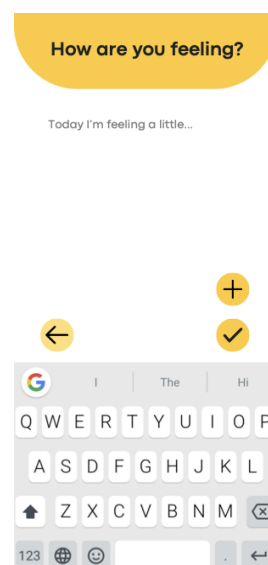 How are you feeling?
Today I'm feeling a little...
G I The Hi
Q W E R T Y U I O P
A S D F G H J K L
Z X C V B N M
123 .